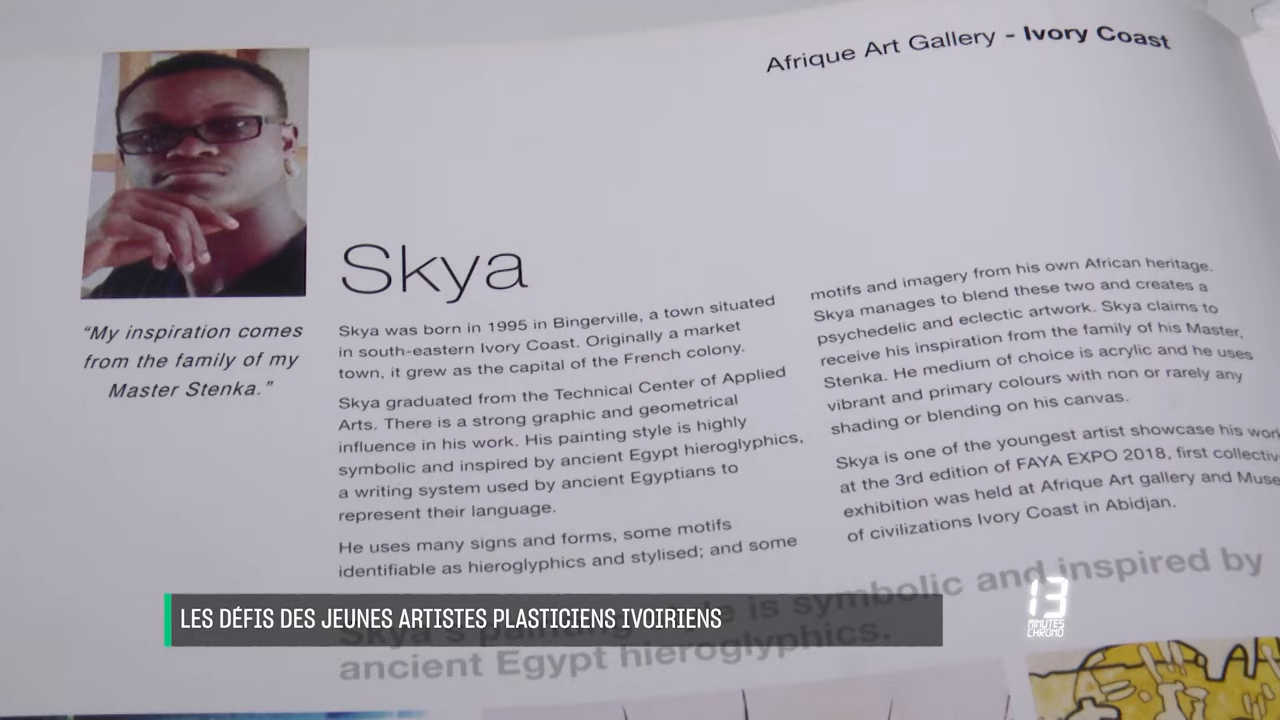 Afrique Art Gallery - Ivory Coast
"My inspiration comes
from the family of my
Master Stenka."
Skya
Skya was born in 1995 in Bingerville, a town situated
in south-eastern Ivory Coast. Originally a market
town, it grew as the capital of the French colony.
Skya graduated from the Technical Center of Applied
Arts. There is a strong graphic and geometrical
influence in his work. His painting style is highly
symbolic and inspired by ancient Egypt hieroglyphics,
a writing system used by ancient Egyptians to
represent their language.
He uses many signs and forms, some motifs
identifiable as hieroglyphics and stylised; and some
motifs and imagery from his own African heritage.
Skya manages to blend these two and creates a
psychedelic and eclectic artwork. Skya claims to
receive his inspiration from the family of his Master,
Stenka. He medium of choice is acrylic and he uses
vibrant and primary colours with non or rarely any
shading or blending on his canvas.
Skya is one of the youngest artist showcase his work
at the 3rd edition of FAYA EXPO 2018, first collectiv
exhibition was held at Afrique Art gallery and Muse
of civilizations Ivory Coast in Abidjan.
Skya's painting style is symbolic and inspired by
ancient Egypt hieroglyphics.
LES DÉFIS DES JEUNES ARTISTES PLASTICIENS IVOIRIENS
13
MINUTES
CHRONO